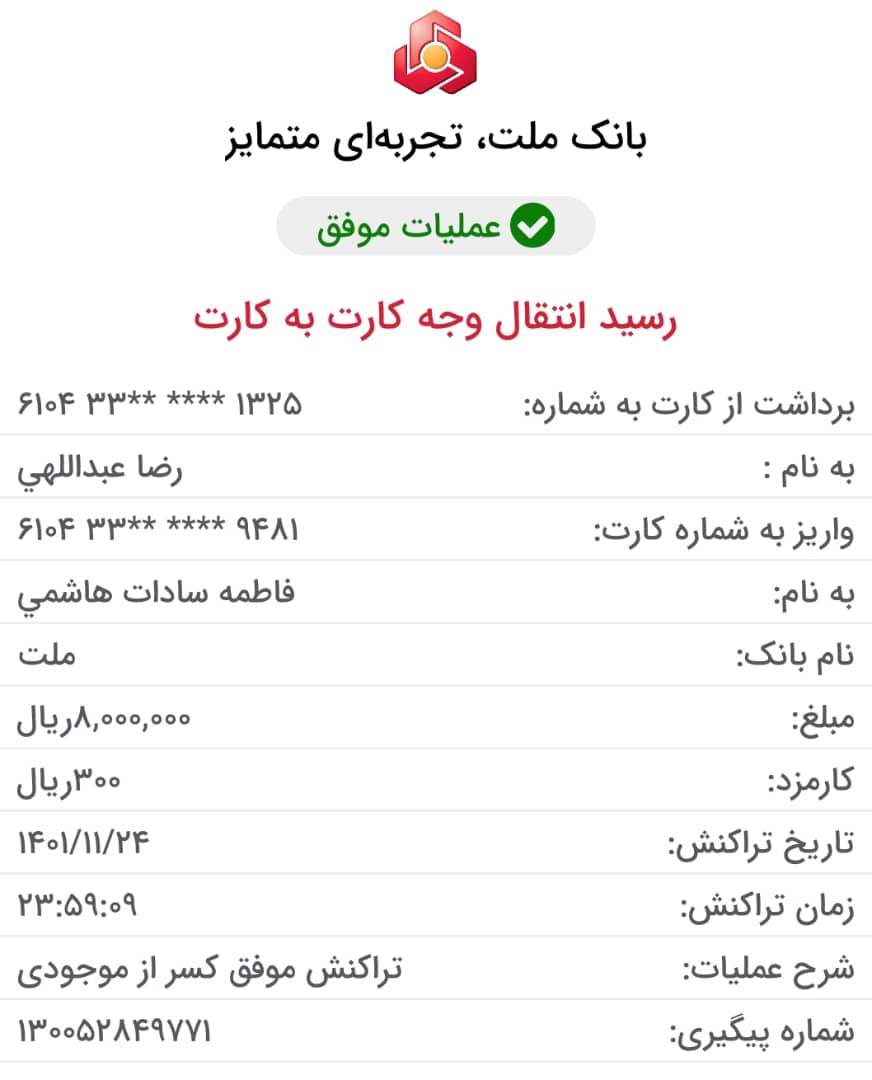 بانک ملت، تجربه‌ای متمایز
عملیات موفق
رسید انتقال وجه کارت به کارت
برداشت از کارت به شماره: ۶۱۰۴ ۳۳** **** ۱۳۲۵
به نام : رضا عبداللهي
واریز به شماره کارت: ۶۱۰۴ ۳۳** **** ۹۴۸۱
به نام: فاطمه سادات هاشمي
نام بانک: ملت
مبلغ: ۸,۰۰۰,۰۰۰ریال
کارمزد: ۳۰۰ریال
تاریخ تراکنش: ۱۴۰۱/۱۱/۲۴
زمان تراکنش: ۲۳:۵۹:۰۹
شرح عملیات: تراکنش موفق کسر از موجودی
شماره پیگیری: ۱۳۰۰۵۲۸۴۹۷۷۱